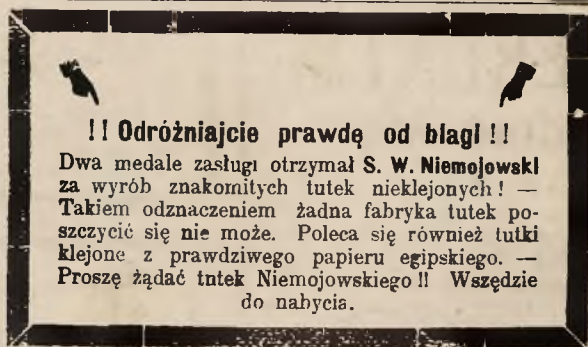 !! Odróżniajcie prawdę od blagi !!
Dwa medale zasługi otrzymał S. W. Niemojowski
za wyrób znakomitych tutek nieklejonych! —
Takiem odznaczeniem żadna fabryka tutek po-
szczycić się nie może. Poleca się również tutki
klejone z prawdziwego papieru egipskiego. —
Proszę żądać tntek Niemojowskiego!! Wszędzie
do nabycia.